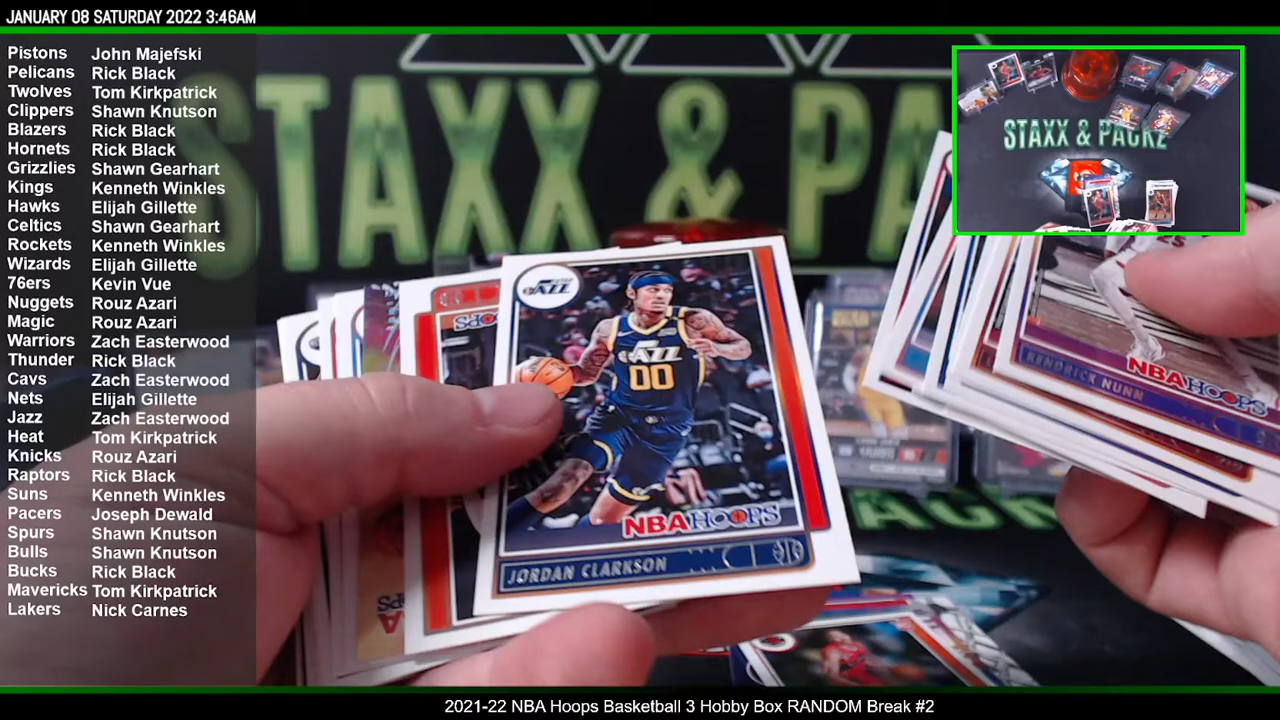 JANUARY 08 SATURDAY 2022 3:46AM
Pistons John Majefski
Pelicans Rick Black
Twolves Tom Kirkpatrick
Clippers Shawn Knutson
Blazers Rick Black
Hornets Rick Black
Grizzlies Shawn Gearhart
Kings Kenneth Winkles
Hawks Elijah Gillette
Celtics Shawn Gearhart
Rockets Kenneth Winkles
Wizards Elijah Gillette
76ers Kevin Vue
Nuggets Rouz Azari
Magic Rouz Azari
Warriors Zach Easterwood
Thunder Rick Black
Cavs Zach Easterwood
Nets Elijah Gillette
Jazz Zach Easterwood
Heat Tom Kirkpatrick
Knicks Rouz Azari
Raptors Rick Black
Suns Kenneth Winkles
Pacers Joseph Dewald
Spurs Shawn Knutson
Bulls Shawn Knutson
Bucks Rick Black
Mavericks Tom Kirkpatrick
Lakers Nick Carnes
STAXX & PA
STAXX & PACKZ
JAZZ
JAZZ
00
NBA HOOPS
JORDAN CLARKSON
25
NBA HOOPS
KENDRICK NUNN
2021-22 NBA Hoops Basketball 3 Hobby Box RANDOM Break #2